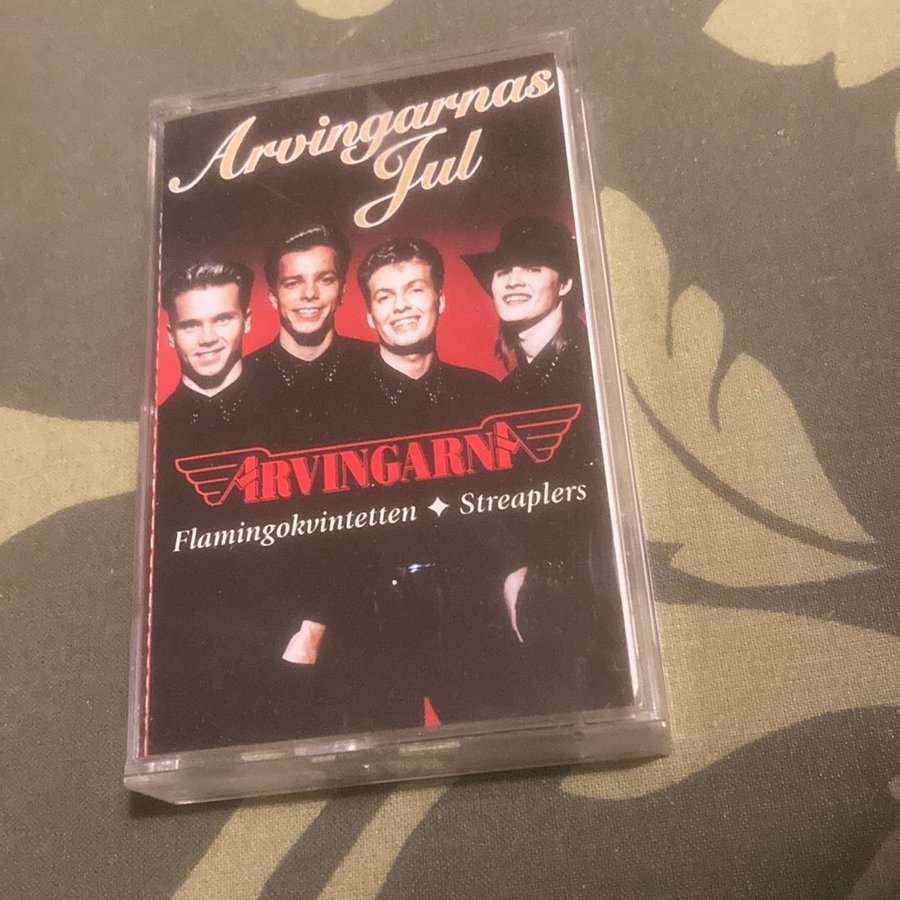 Arvingarnas
Jul
ARVINGARNA
Flamingokvintetten ✦ Streaplers